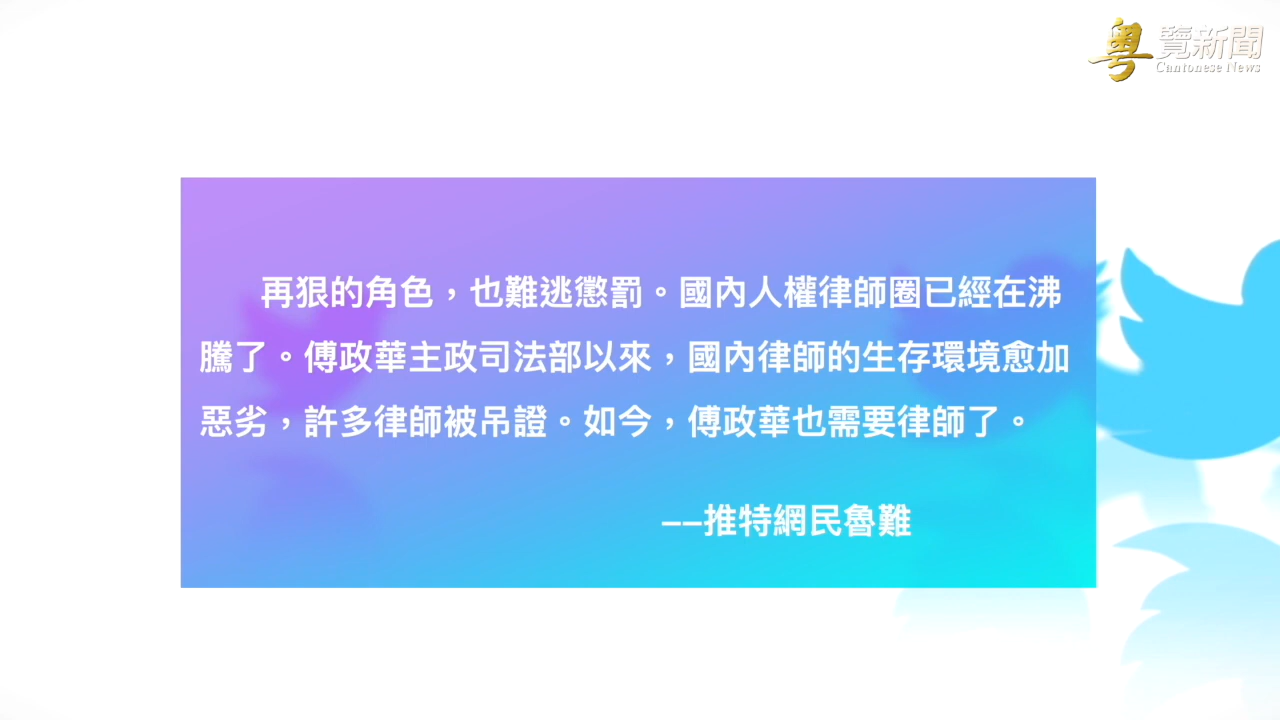 粵覽新聞
Cantonese News
再狠的角色，也難逃懲罰。國內人權律師圈已經在沸
騰了。傅政華主政司法部以來，國內律師的生存環境愈加
惡劣，許多律師被吊證。如今，傅政華也需要律師了。
——推特網民魯難